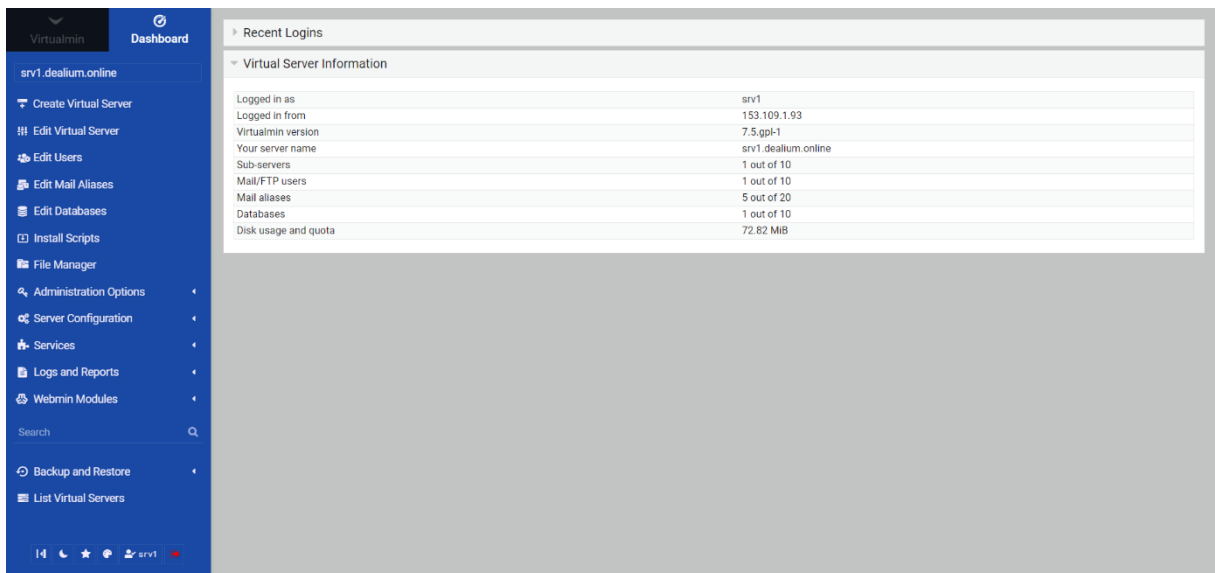 Virtualmin
Dashboard
srv1.dealium.online
Create Virtual Server
Edit Virtual Server
Edit Users
Edit Mail Aliases
Edit Databases
Install Scripts
File Manager
Administration Options
Server Configuration
Services
Logs and Reports
Webmin Modules
Search
Backup and Restore
List Virtual Servers
srv1
Recent Logins
Virtual Server Information
Logged in as srv1
Logged in from 153.109.1.93
Virtualmin version 7.5.gpl-1
Your server name srv1.dealium.online
Sub-servers 1 out of 10
Mail/FTP users 1 out of 10
Mail aliases 5 out of 20
Databases 1 out of 10
Disk usage and quota 72.82 MiB